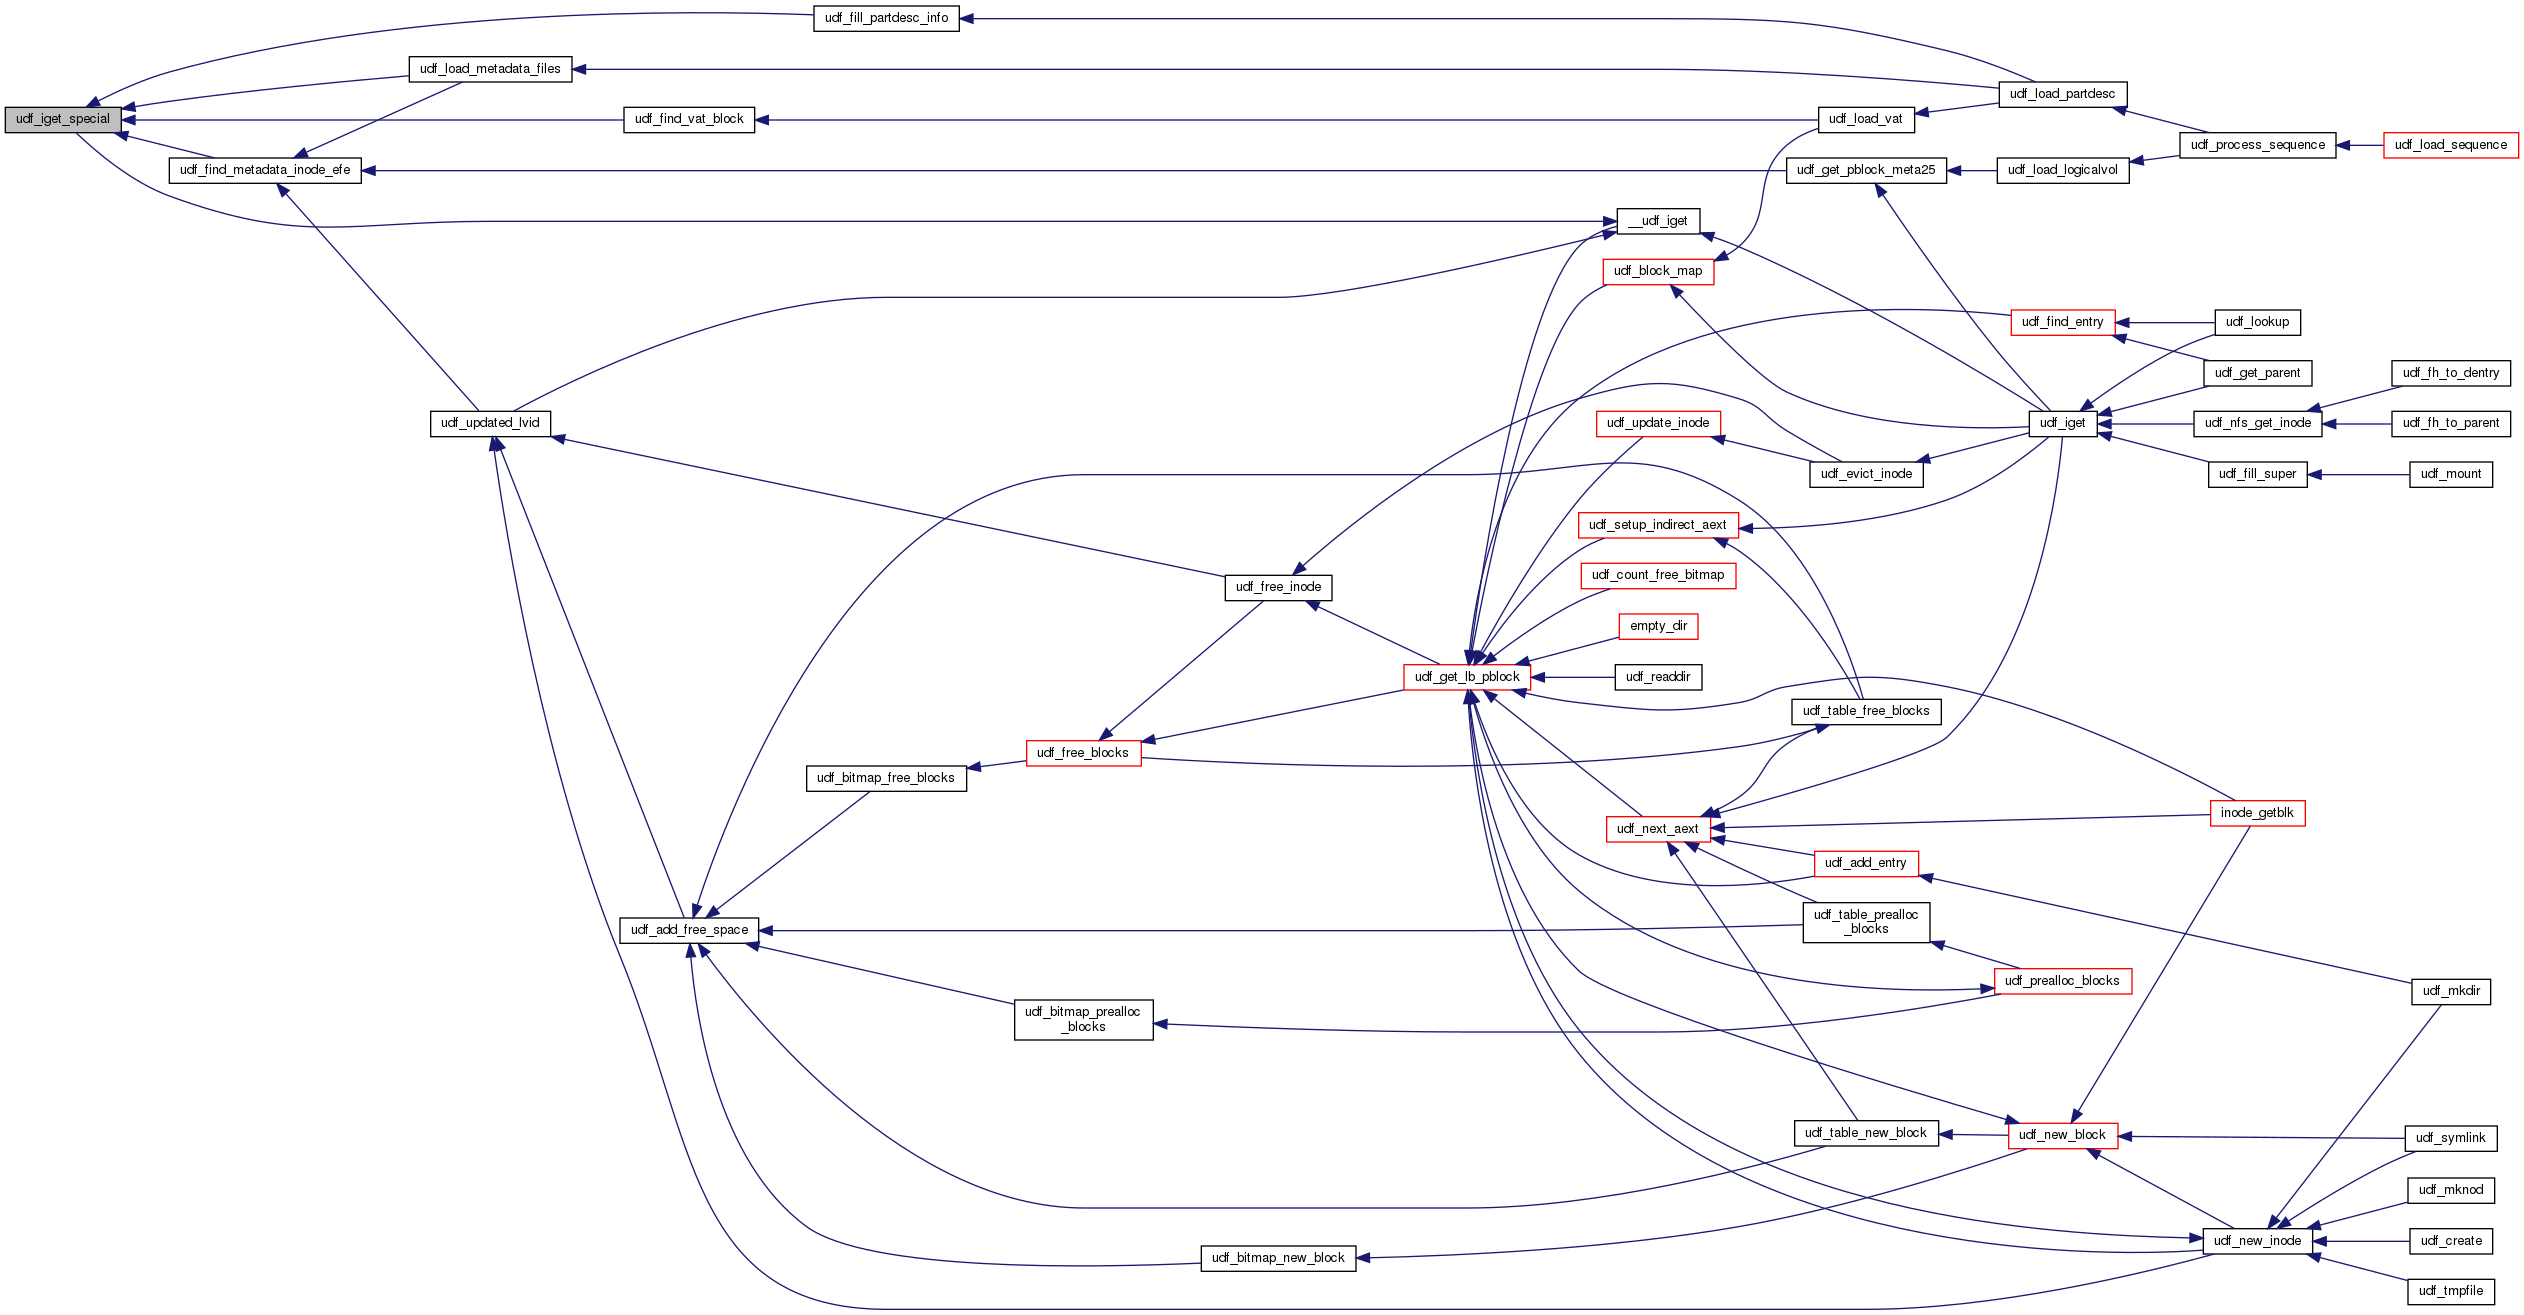 udf_fill_partdesc_info
udf_load_metadata_files
udf_load_partdesc
udf_iget_special
udf_find_vat_block
udf_load_vat
udf_process_sequence
udf_load_sequence
udf_find_metadata_inode_efe
udf_get_pblock_meta25
udf_load_logicalvol
__udf_iget
udf_block_map
udf_find_entry
udf_lookup
udf_get_parent
udf_fh_to_dentry
udf_updated_lvid
udf_update_inode
udf_iget
udf_nfs_get_inode
udf_fh_to_parent
udf_evict_inode
udf_fill_super
udf_mount
udf_setup_indirect_aext
udf_free_inode
udf_count_free_bitmap
empty_dir
udf_get_lb_pblock
udf_readdir
udf_table_free_blocks
udf_free_blocks
udf_bitmap_free_blocks
inode_getblk
udf_next_aext
udf_add_entry
udf_add_free_space
udf_table_prealloc
_blocks
udf_prealloc_blocks
udf_mkdir
udf_bitmap_prealloc
_blocks
udf_table_new_block
udf_new_block
udf_symlink
udf_mknod
udf_new_inode
udf_create
udf_bitmap_new_block
udf_tmpfile